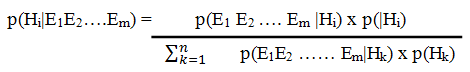 p(Hi|E1E2….Em) = p(E1 E2 …. Em |Hi) x p(|Hi)
∑ⁿₖ₌₁ p(E1E2 …… Em|Hk) x p(Hk)